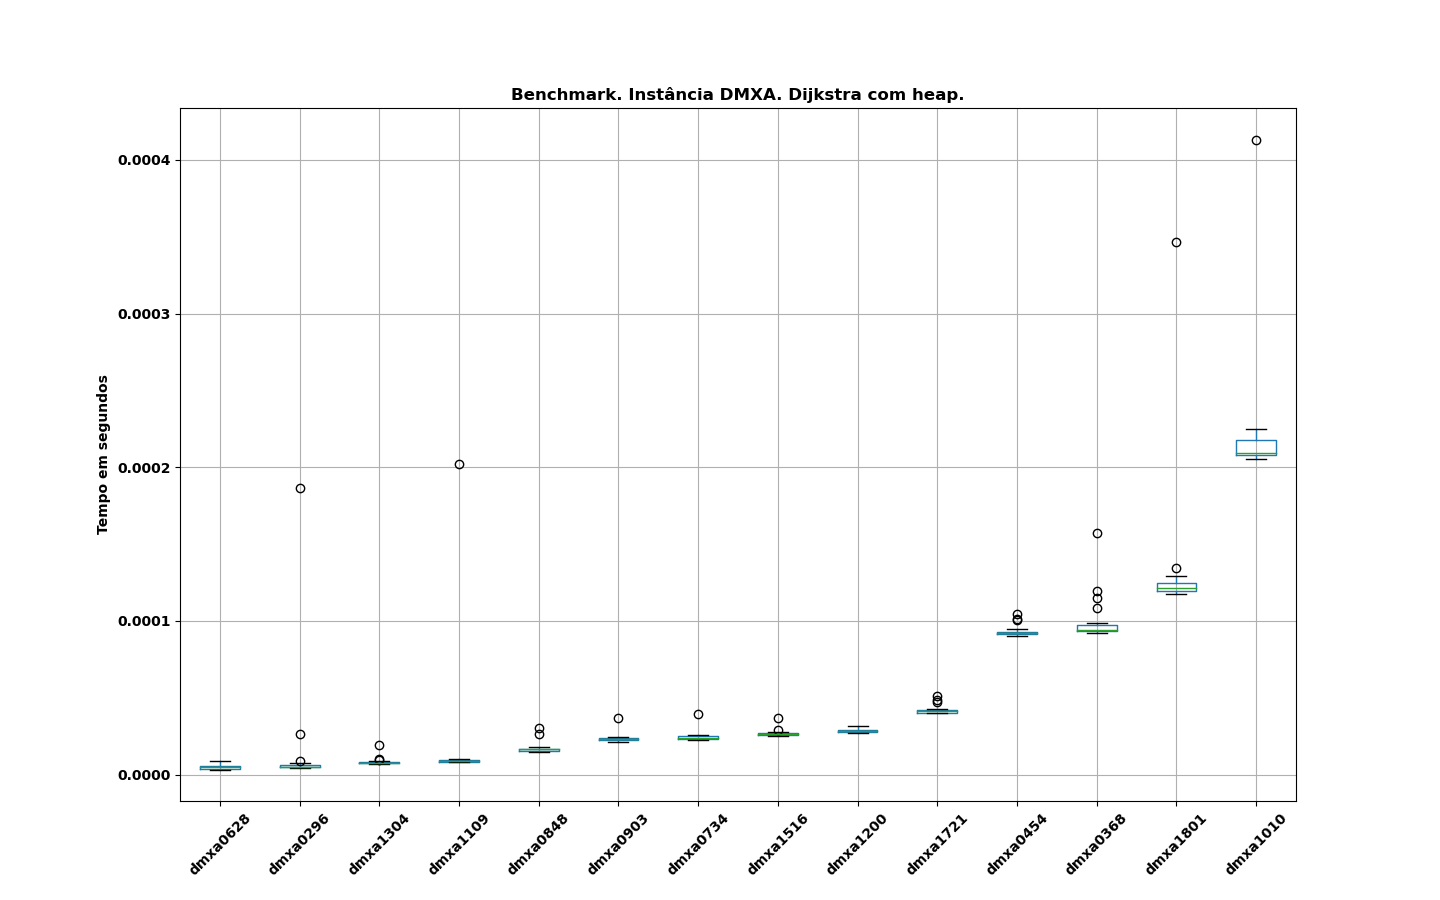 Benchmark. Instância DMXA. Dijkstra com heap.
0.0004
0.0003
0.0002
0.0001
0.0000
Tempo em segundos
dmxa0628
dmxa0296
dmxa1304
dmxa1109
dmxa0848
dmxa0903
dmxa0734
dmxa1516
dmxa1200
dmxa1721
dmxa0454
dmxa0368
dmxa1801
dmxa1010